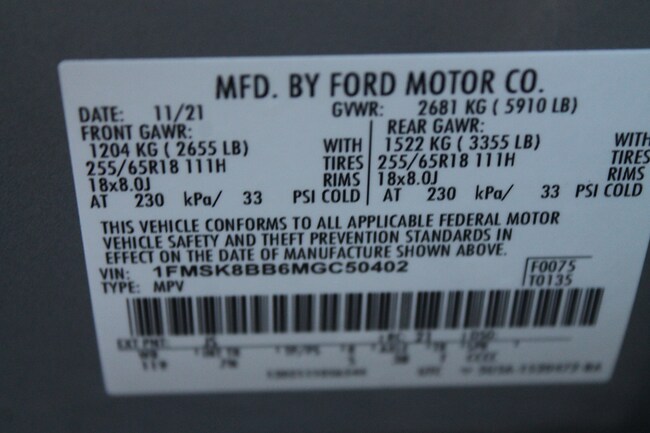 MFD. BY FORD MOTOR CO.
DATE: 11/21 GVWR: 2681 KG ( 5910 LB)
FRONT GAWR: REAR GAWR:
1204 KG ( 2655 LB) WITH 1522 KG ( 3355 LB) WITH
255/65R18 111H TIRES 255/65R18 111H TIRES
18x8.0J RIMS 18x8.0J RIMS
AT 230 kPa/ 33 PSI COLD AT 230 kPa/ 33 PSI COLD
THIS VEHICLE CONFORMS TO ALL APPLICABLE FEDERAL MOTOR
VEHICLE SAFETY AND THEFT PREVENTION STANDARDS IN
EFFECT ON THE DATE OF MANUFACTURE SHOWN ABOVE.
VIN: 1FMSK8BB6MGC50402 F0075
TYPE: MPV T0135
EXT PNT:
WB
119